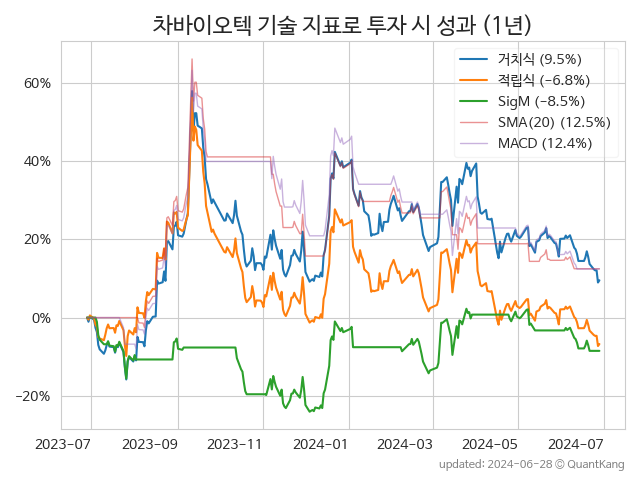 차바이오텍 기술 지표로 투자 시 성과 (1년)
거치식 (9.5%)
적립식 (−6.8%)
SigM (−8.5%)
SMA(20) (12.5%)
MACD (12.4%)
60%
40%
20%
0%
−20%
2023-07 2023-09 2023-11 2024-01 2024-03 2024-05 2024-07
updated: 2024-06-28 © QuantKang